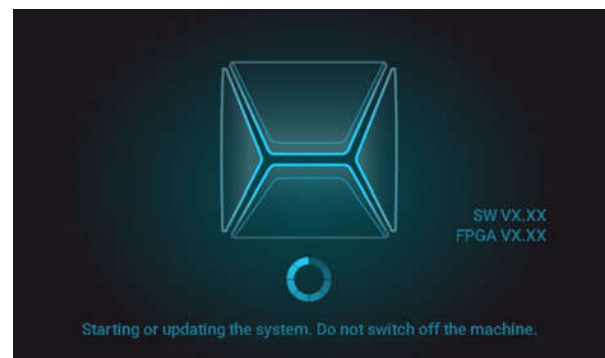 SW VX.XX
FPGA VX.XX
Starting or updating the system. Do not switch off the machine.